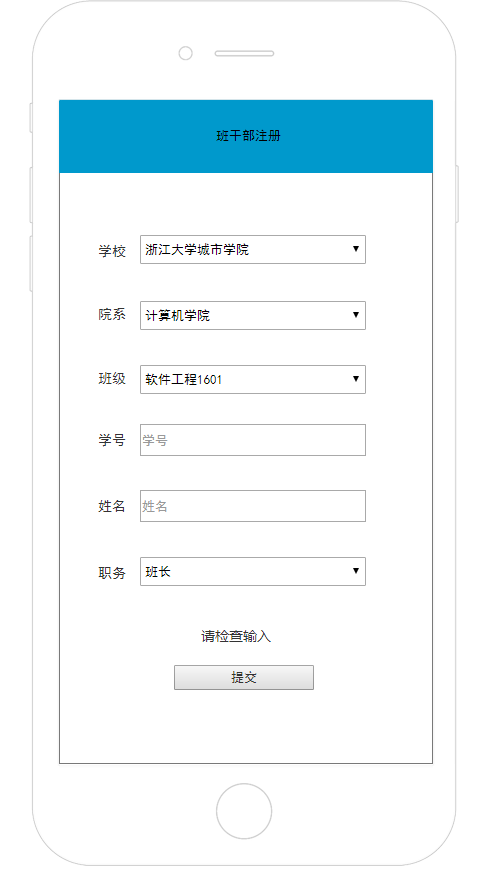 班干部注册
学校 浙江大学城市学院
院系 计算机学院
班级 软件工程1601
学号 学号
姓名 姓名
职务 班长
请检查输入
提交